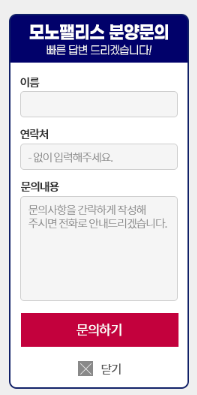 모노팰리스 분양문의
빠른 답변 드리겠습니다!
이름
연락처
- 없이 입력해주세요.
문의내용
문의사항을 간략하게 작성해
주시면 전화로 안내드리겠습니다.
문의하기
닫기